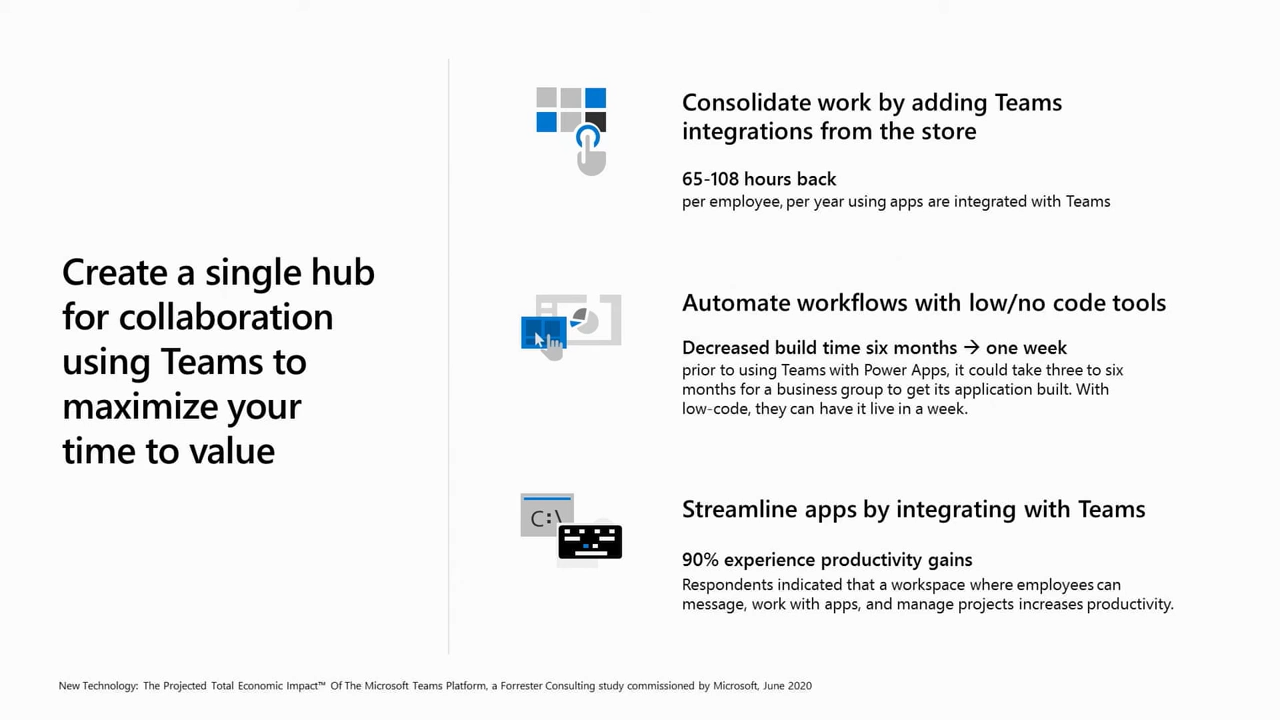 Create a single hub
for collaboration
using Teams to
maximize your
time to value
Consolidate work by adding Teams
integrations from the store
65-108 hours back
per employee, per year using apps are integrated with Teams
Automate workflows with low/no code tools
Decreased build time six months → one week
prior to using Teams with Power Apps, it could take three to six
months for a business group to get its application built. With
low-code, they can have it live in a week.
C:\
Streamline apps by integrating with Teams
90% experience productivity gains
Respondents indicated that a workspace where employees can
message, work with apps, and manage projects increases productivity.
New Technology: The Projected Total Economic Impact™ Of The Microsoft Teams Platform, a Forrester Consulting study commissioned by Microsoft, June 2020